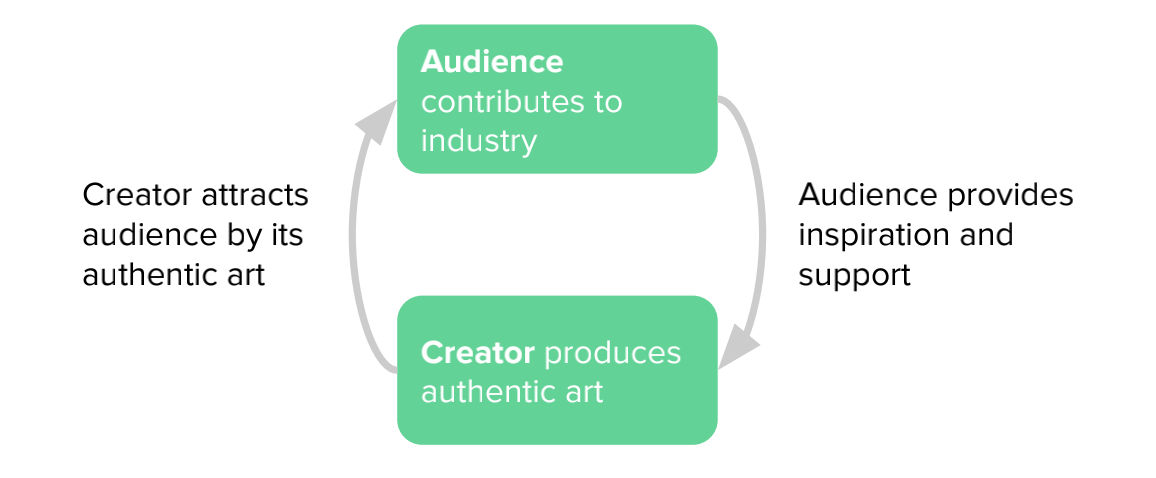 Audience
contributes to
industry
Creator attracts
audience by its
authentic art
Audience provides
inspiration and
support
Creator produces
authentic art